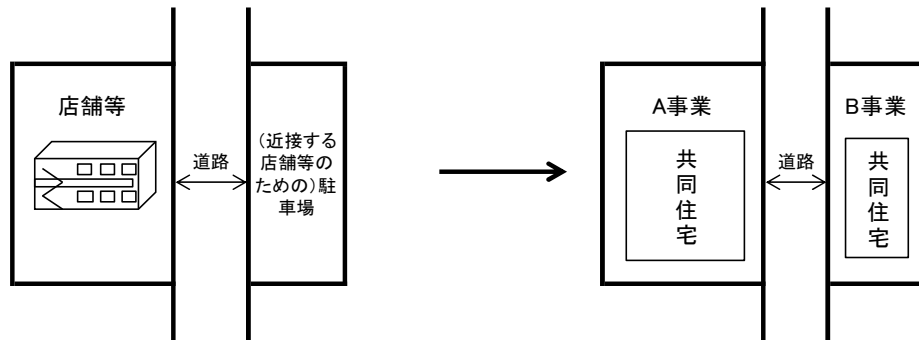 店舗等
道路
（近接する
店舗等の
ための）駐
車場
A事業
共同住宅
道路
B事業
共同住宅